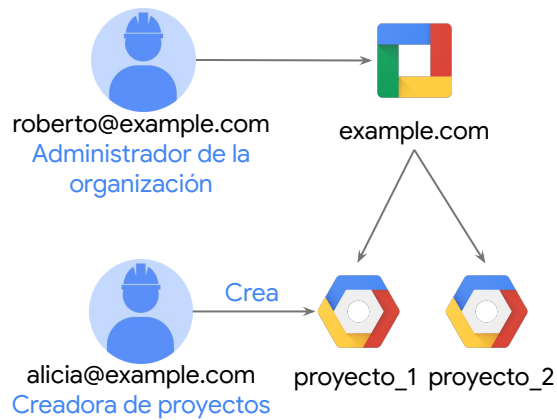 roberto@example.com
Administrador de la
organización
example.com
Crea
alicia@example.com
Creadora de proyectos
proyecto_1
proyecto_2